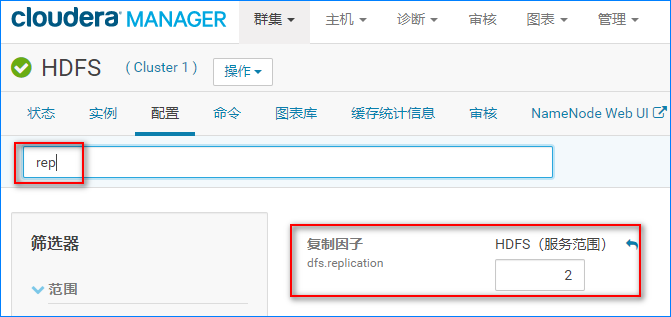 cloudera MANAGER 群集 主机 诊断 审核 图表 管理
HDFS ( Cluster 1 ) 操作
状态 实例 配置 命令 图表库 缓存统计信息 审核 NameNode Web UI
rep
筛选器
范围
复制因子 HDFS（服务范围）
dfs.replication 2